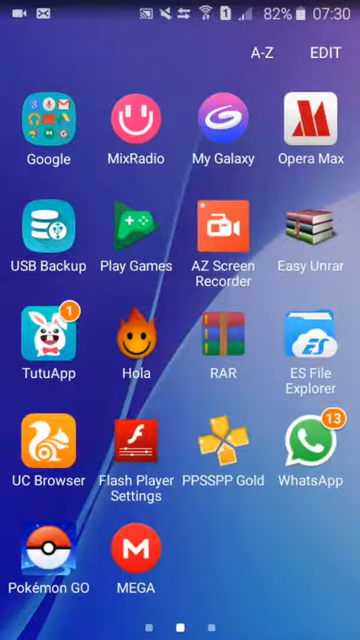 1 82% 07:30
A-Z EDIT
Google MixRadio My Galaxy Opera Max
USB Backup Play Games AZ Screen Recorder Easy Unrar
1
TutuApp Hola RAR ES File Explorer
ES
13
UC Browser Flash Player Settings PPSSPP Gold WhatsApp
Pokémon GO MEGA